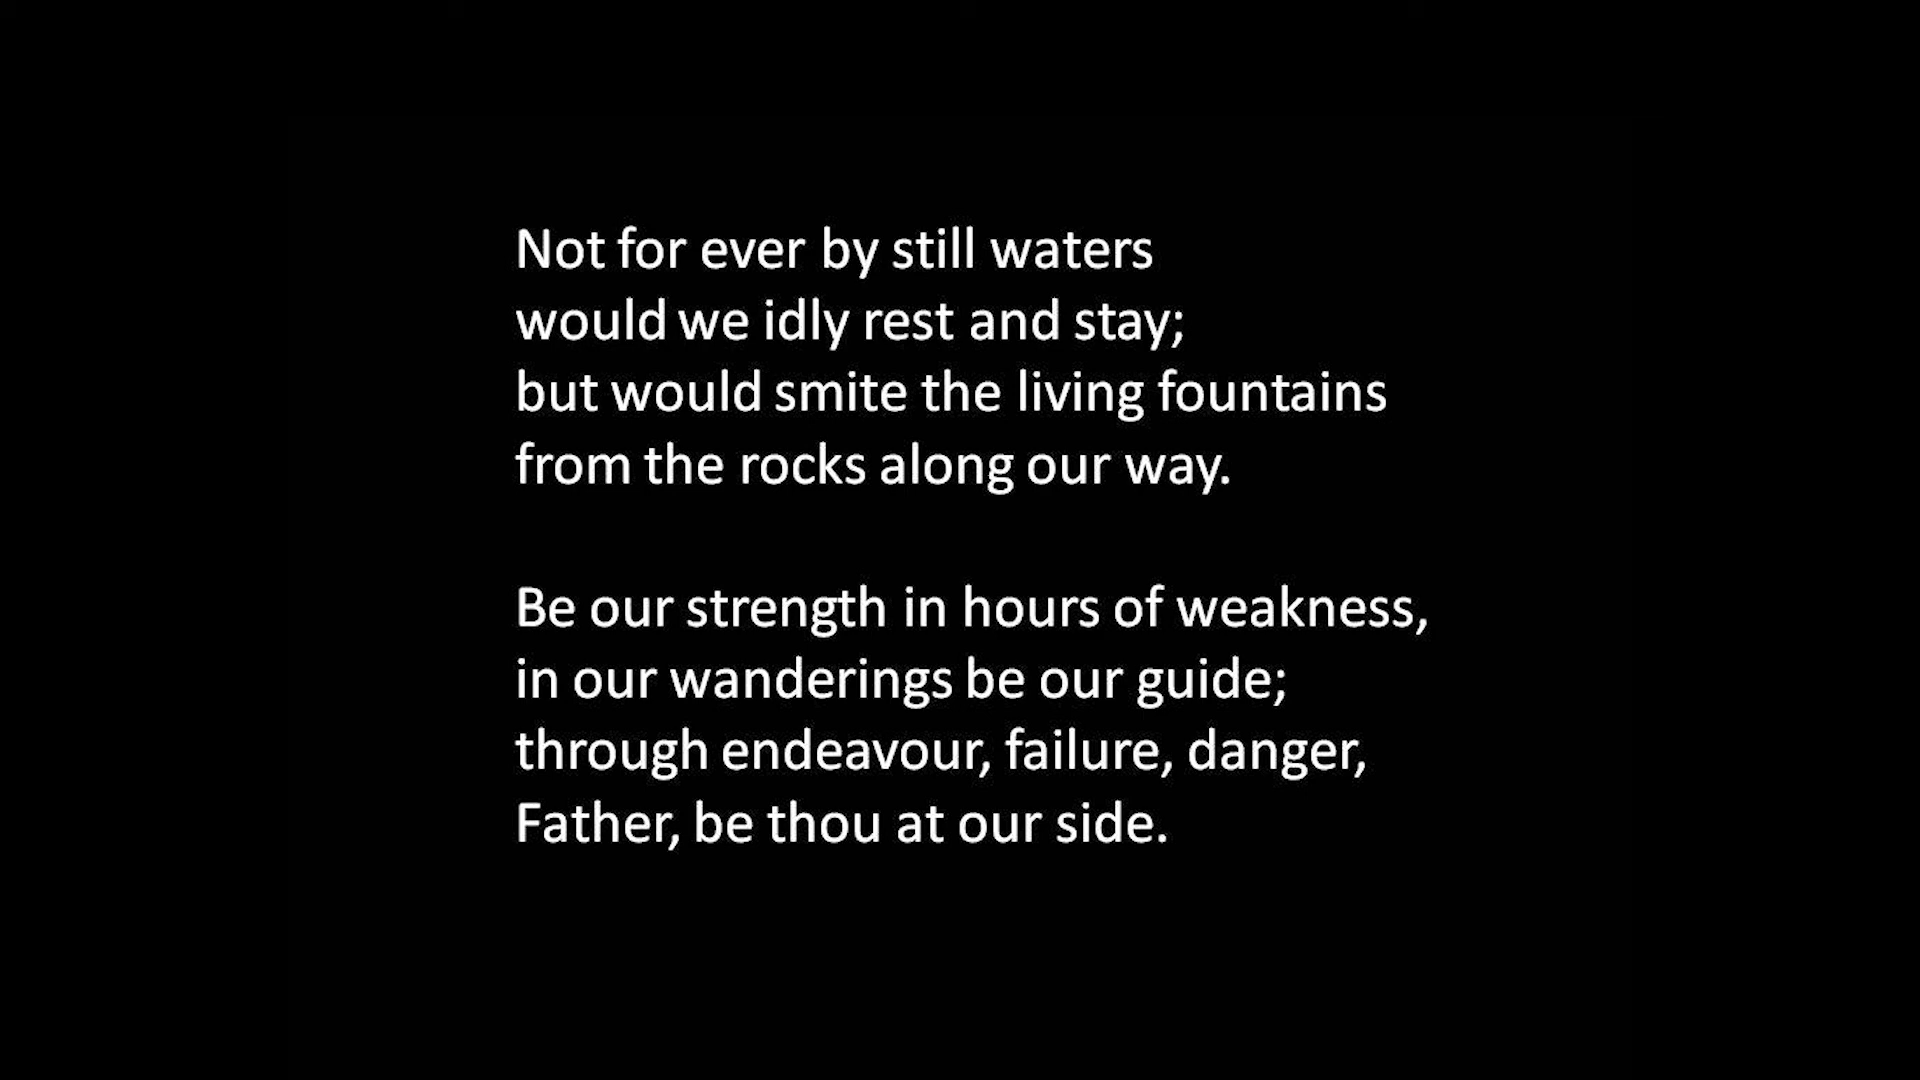 Not for ever by still waters
would we idly rest and stay;
but would smite the living fountains
from the rocks along our way.

Be our strength in hours of weakness,
in our wanderings be our guide;
through endeavour, failure, danger,
Father, be thou at our side.